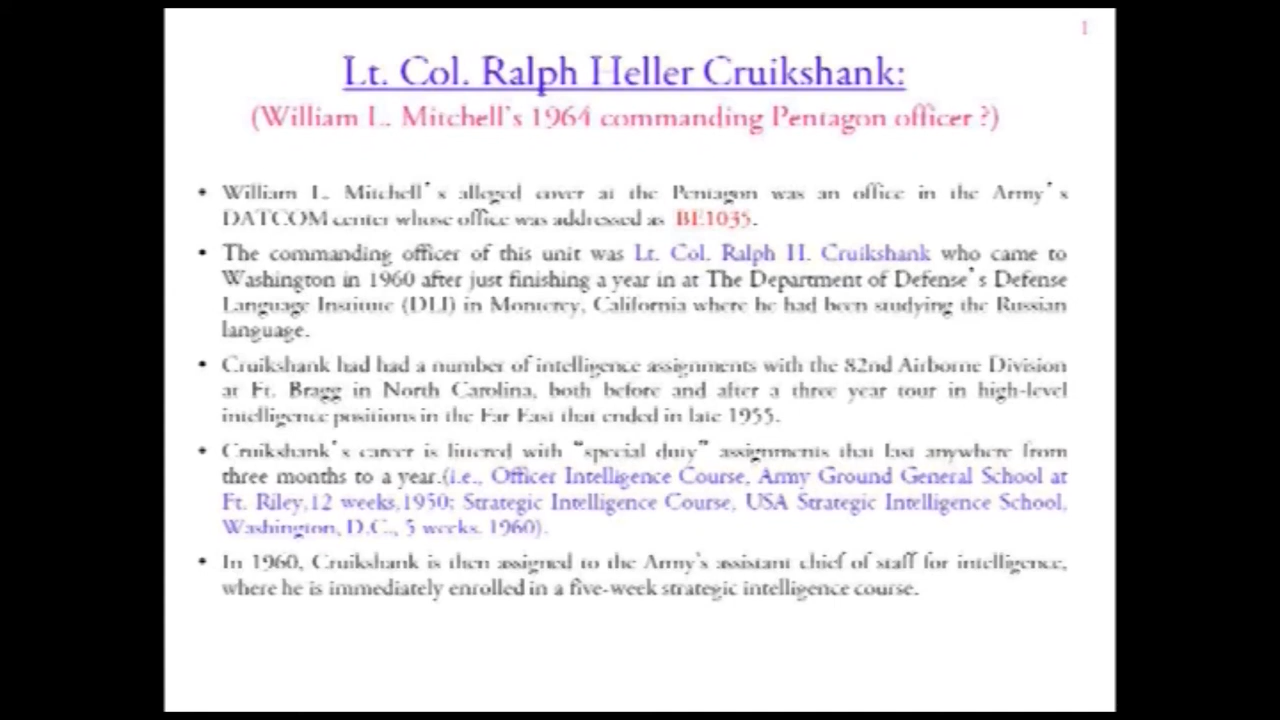 1
Lt. Col. Ralph Heller Cruikshank:
(William L. Mitchell's 1964 commanding Pentagon officer ?)
• William L. Mitchell's alleged cover at the Pentagon was an office in the Army's
DATCOM center whose office was addressed as BE1035.
• The commanding officer of this unit was Lt. Col. Ralph H. Cruikshank who came to
Washington in 1960 after just finishing a year in at The Department of Defense's Defense
Language Institute (DLI) in Monterey, California where he had been studying the Russian
language.
• Cruikshank had had a number of intelligence assignments with the 82nd Airborne Division
at Ft. Bragg in North Carolina, both before and after a three year tour in high-level
intelligence positions in the Far East that ended in late 1955.
• Cruikshank's career is littered with "special duty" assignments that last anywhere from
three months to a year.(i.e., Officer Intelligence Course, Army Ground General School at
Ft. Riley,12 weeks,1950; Strategic Intelligence Course, USA Strategic Intelligence School,
Washington, D.C., 5 weeks. 1960).
• In 1960, Cruikshank is then assigned to the Army's assistant chief of staff for intelligence,
where he is immediately enrolled in a five-week strategic intelligence course.